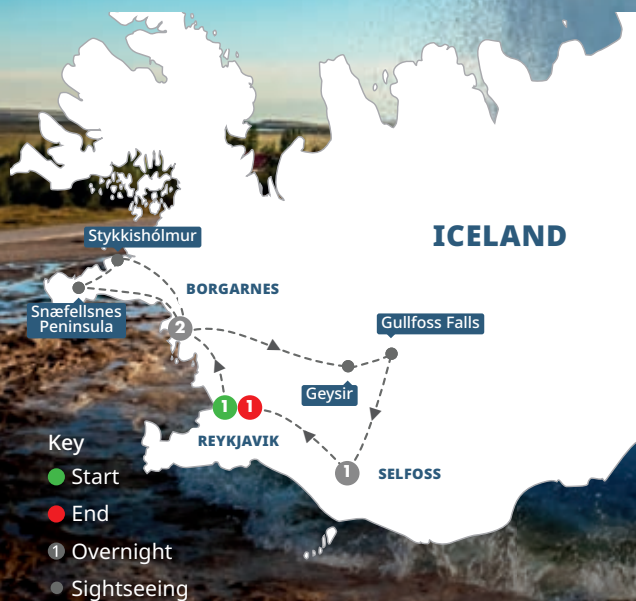 Stykkishólmur
ICELAND
BORGARNES
Snæfellsnes
Peninsula
2
Gullfoss Falls
Geysir
1 1
REYKJAVIK
Key
1
SELFOSS
Start
End
1 Overnight
Sightseeing